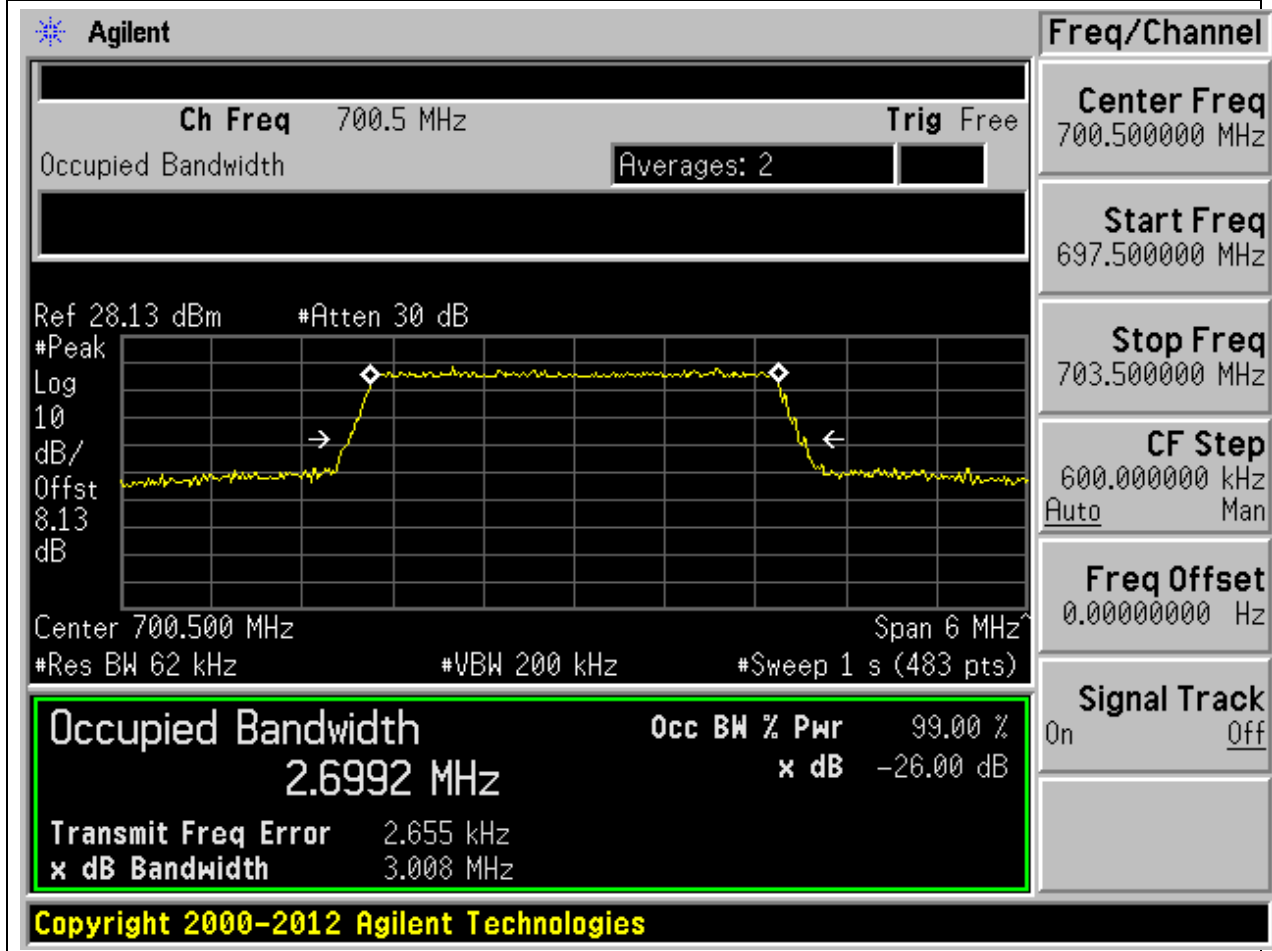 Agilent
Freq/Channel
Ch Freq 700.5 MHz Trig Free
Occupied Bandwidth Averages: 2
Center Freq
700.500000 MHz
Start Freq
697.500000 MHz
Stop Freq
703.500000 MHz
CF Step
600.000000 kHz
Auto Man
Freq Offset
0.00000000 Hz
Signal Track
On Off
Ref 28.13 dBm #Atten 30 dB
#Peak
Log
10
dB/
Offst
8.13
dB
Center 700.500 MHz Span 6 MHz^
#Res BW 62 kHz #VBW 200 kHz #Sweep 1 s (483 pts)
Occupied Bandwidth Occ BW % Pwr 99.00 %
2.6992 MHz x dB -26.00 dB
Transmit Freq Error 2.655 kHz
x dB Bandwidth 3.008 MHz
Copyright 2000-2012 Agilent Technologies